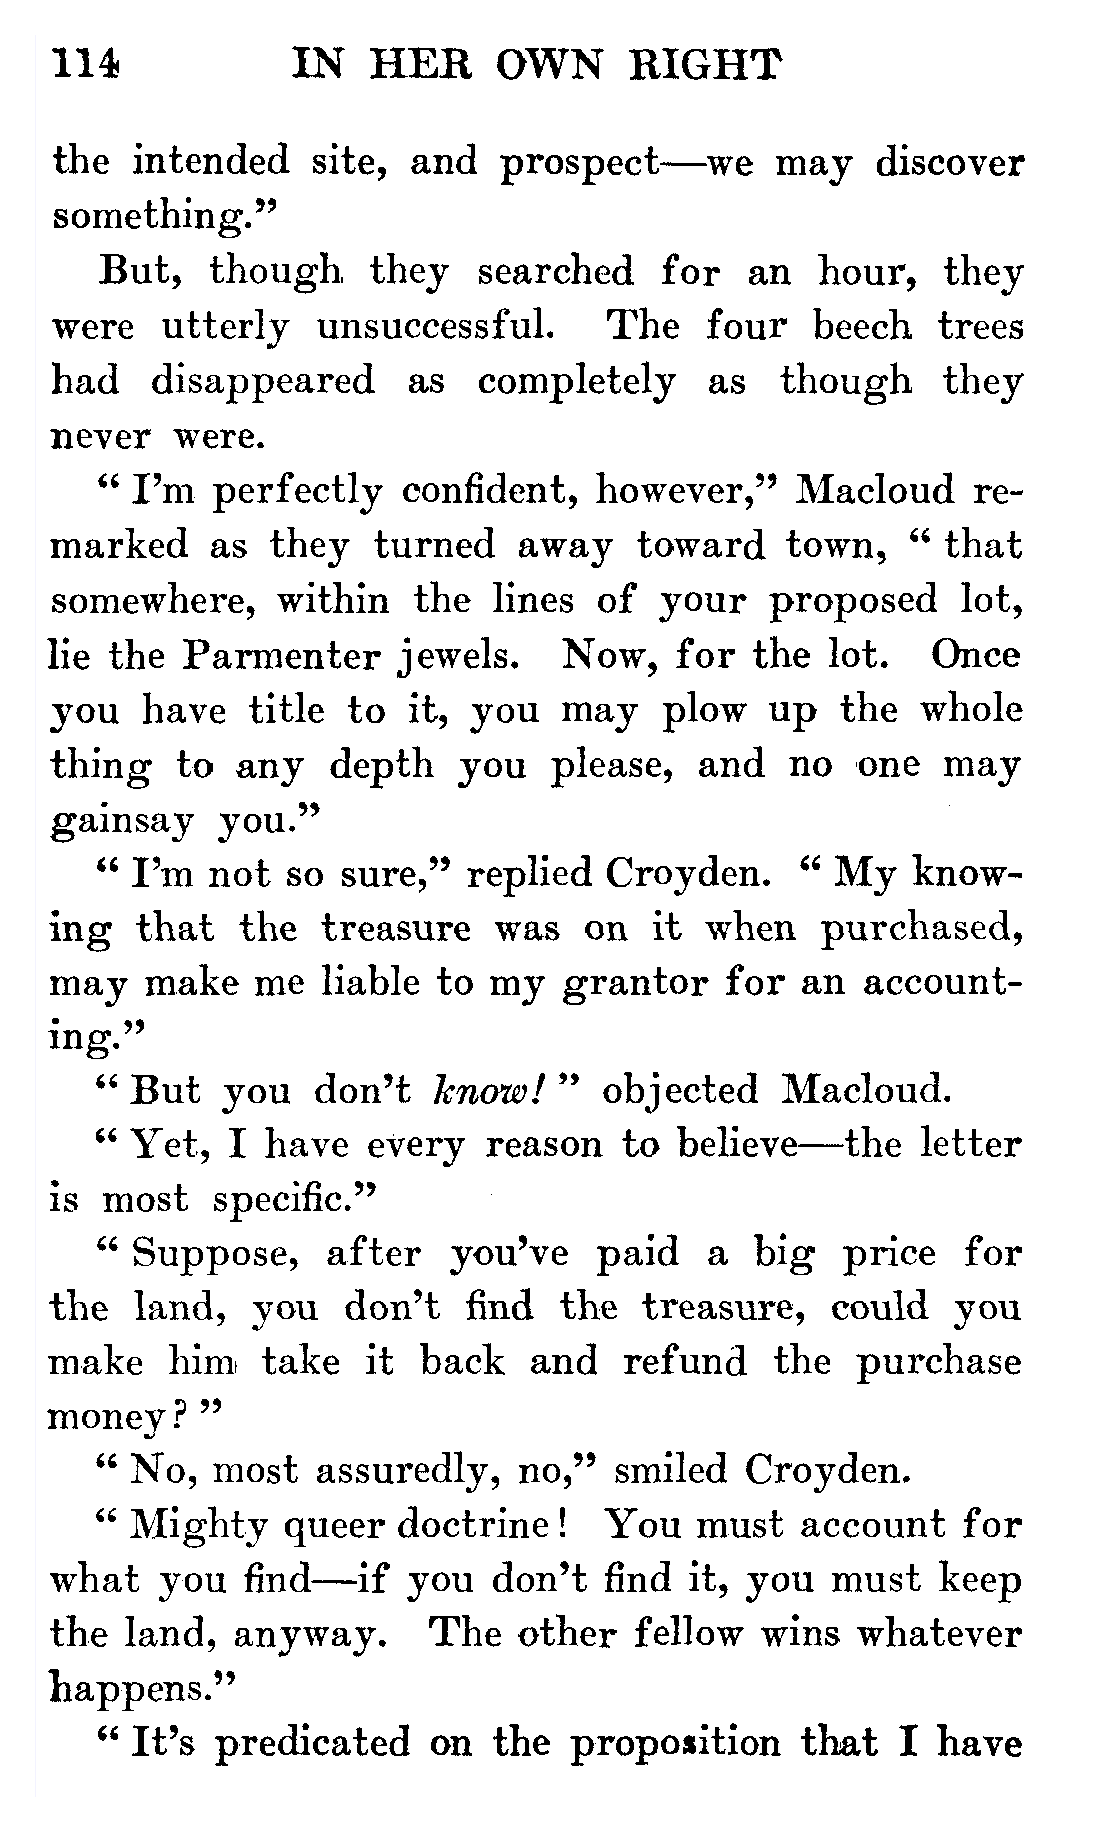 114 IN HER OWN RIGHT
the intended site, and prospect—we may discover
something.”
But, though they searched for an hour, they
were utterly unsuccessful. The four beech trees
had disappeared as completely as though they
never were.
“ I’m perfectly confident, however,” Macloud re-
marked as they turned away toward town, “ that
somewhere, within the lines of your proposed lot,
lie the Parmenter jewels. Now, for the lot. Once
you have title to it, you may plow up the whole
thing to any depth you please, and no one may
gainsay you.”
“ I’m not so sure,” replied Croyden. “ My know-
ing that the treasure was on it when purchased,
may make me liable to my grantor for an account-
ing.”
“ But you don’t know! ” objected Macloud.
“ Yet, I have every reason to believe—the letter
is most specific.”
“ Suppose, after you’ve paid a big price for
the land, you don’t find the treasure, could you
make him take it back and refund the purchase
money? ”
“ No, most assuredly, no,” smiled Croyden.
“ Mighty queer doctrine! You must account for
what you find—if you don’t find it, you must keep
the land, anyway. The other fellow wins whatever
happens.”
“ It’s predicated on the proposition that I have